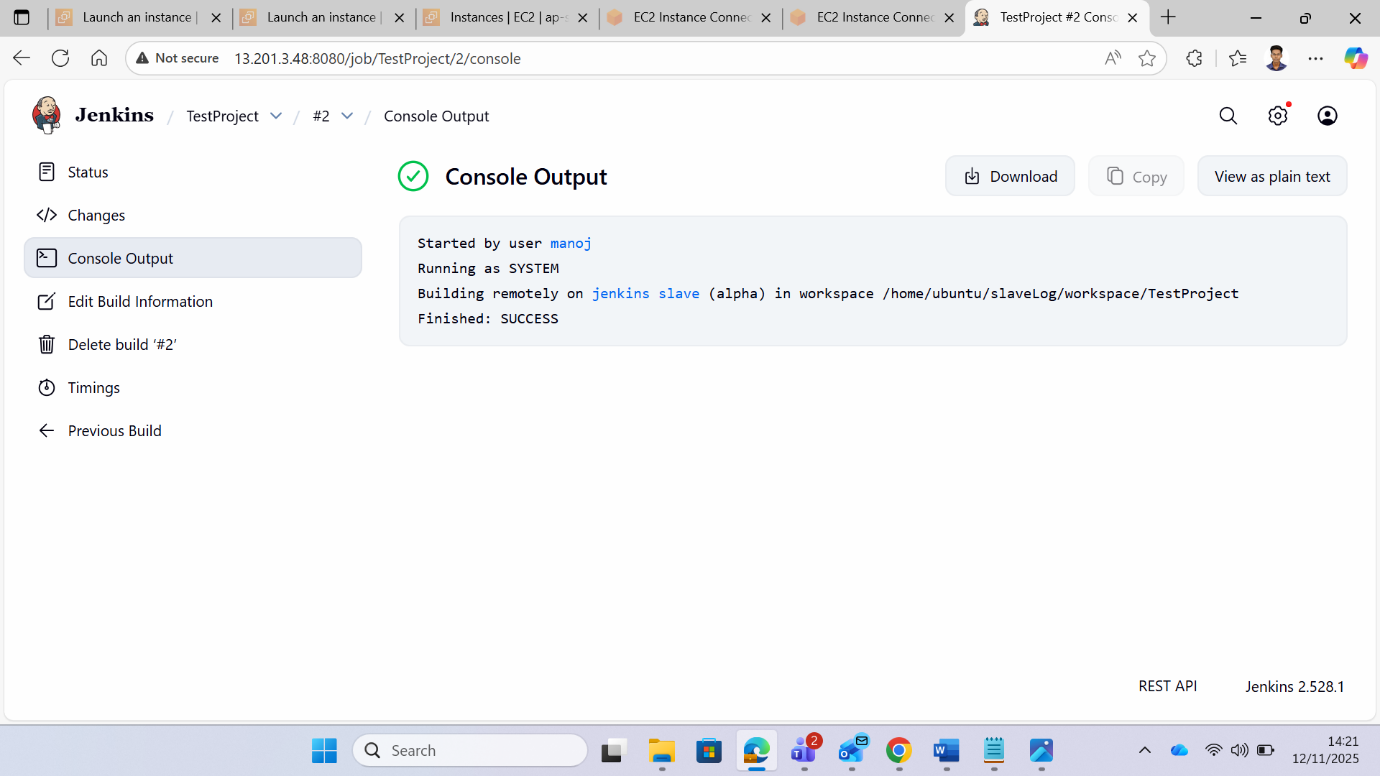 Launch an instance |
Launch an instance |
Instances | EC2 | ap-s
EC2 Instance Connec
EC2 Instance Connec
TestProject #2 Conso
Not secure
13.201.3.48:8080/job/TestProject/2/console
Jenkins / TestProject / #2 / Console Output
Status
Changes
Console Output
Edit Build Information
Delete build ‘#2’
Timings
Previous Build
Console Output
Download
Copy
View as plain text
Started by user manoj
Running as SYSTEM
Building remotely on jenkins slave (alpha) in workspace /home/ubuntu/slaveLog/workspace/TestProject
Finished: SUCCESS
REST API
Jenkins 2.528.1
Search
2
14:21
12/11/2025